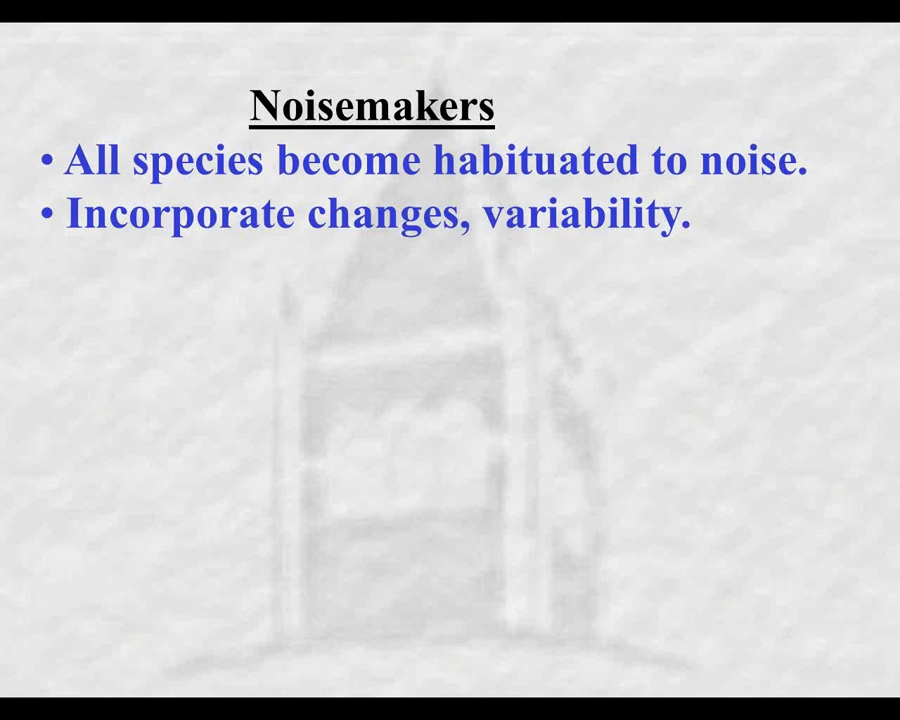 Noisemakers
• All species become habituated to noise.
• Incorporate changes, variability.